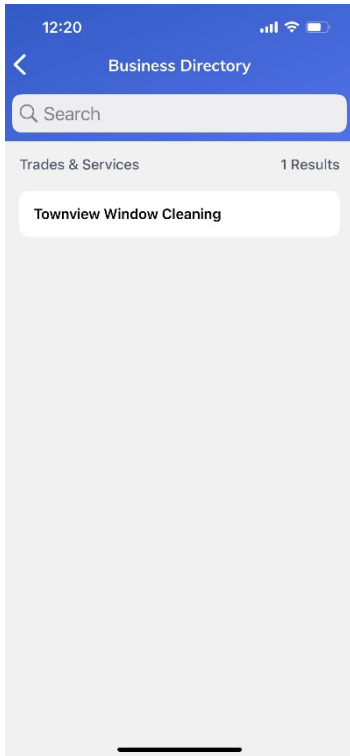 12:20
Business Directory
Search
Trades & Services 1 Results
Townview Window Cleaning